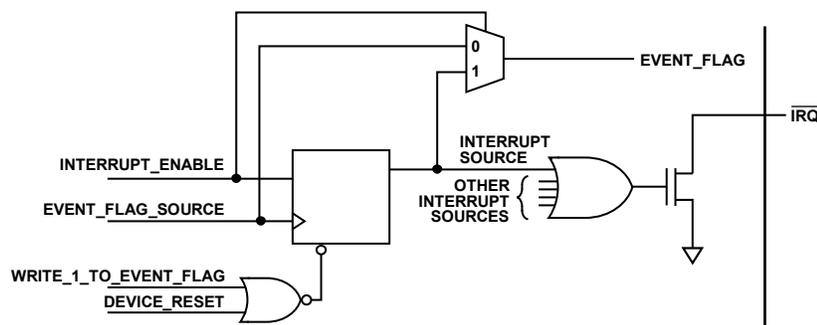 0
EVENT_FLAG
1
IRQ
INTERRUPT
SOURCE
INTERRUPT_ENABLE
OTHER
INTERRUPT
SOURCES
EVENT_FLAG_SOURCE
WRITE_1_TO_EVENT_FLAG
DEVICE_RESET